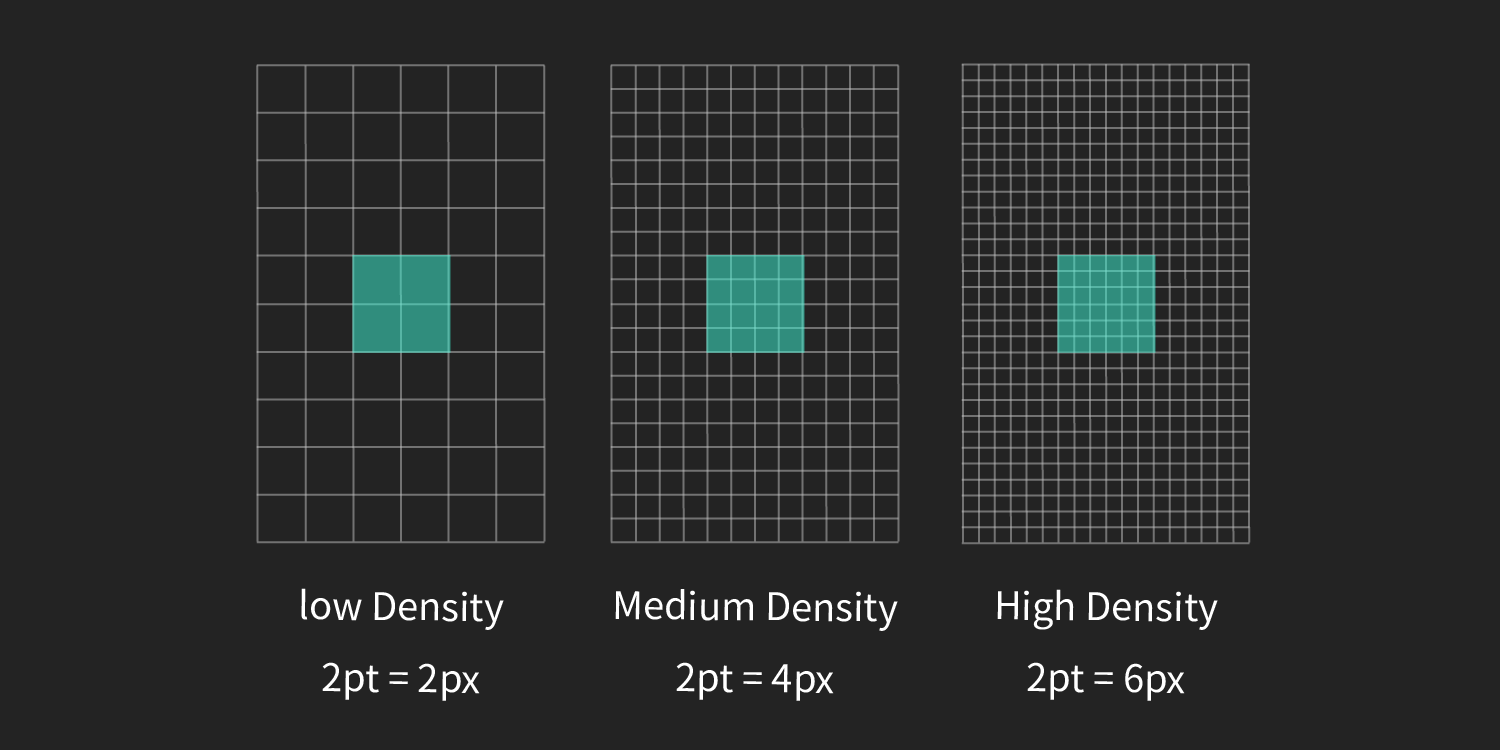 low Density
2pt = 2px
Medium Density
2pt = 4px
High Density
2pt = 6px